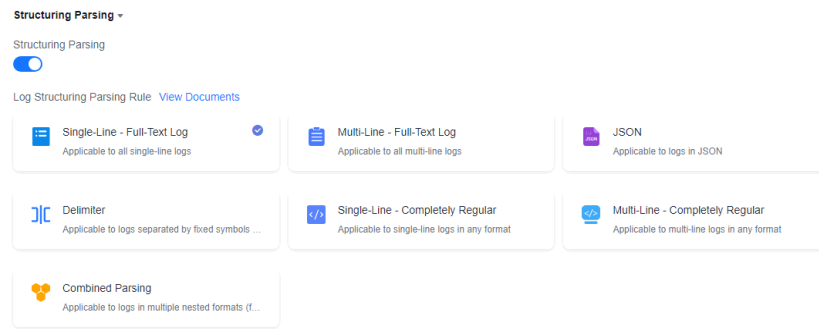 Structuring Parsing
Structuring Parsing
Log Structuring Parsing Rule View Documents
Single-Line - Full-Text Log
Applicable to all single-line logs
Multi-Line - Full-Text Log
Applicable to all multi-line logs
JSON
Applicable to logs in JSON
Delimiter
Applicable to logs separated by fixed symbols ...
Single-Line - Completely Regular
Applicable to single-line logs in any format
Multi-Line - Completely Regular
Applicable to multi-line logs in any format
Combined Parsing
Applicable to logs in multiple nested formats (f...